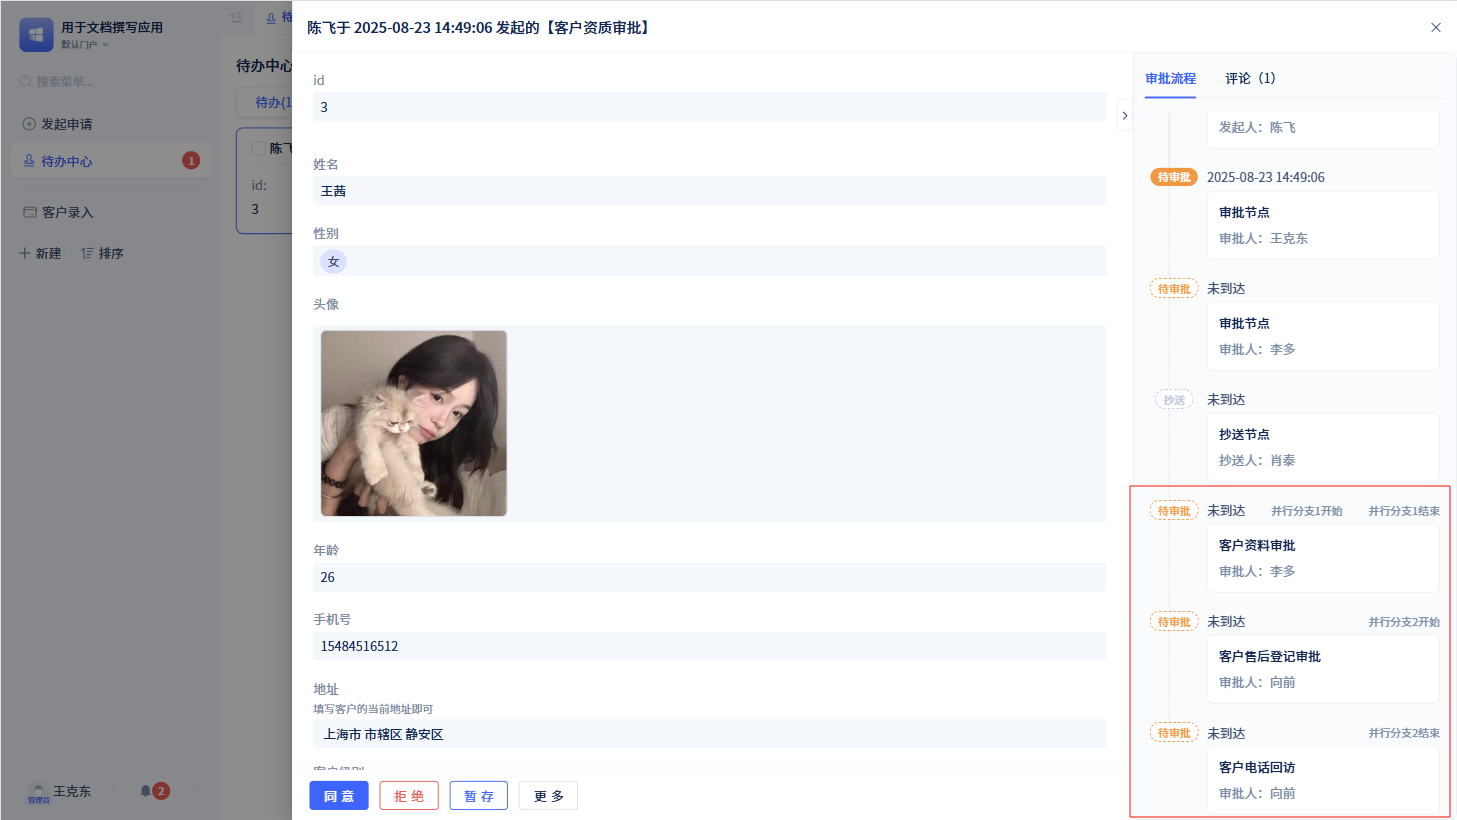 用于文档撰写应用
默认门户
搜索菜单...
发起申请
待办中心
1
客户录入
新建
排序
管理员
王克东
2
待
待办中心
待办(1
陈飞
id:
3
陈飞于 2025-08-23 14:49:06 发起的【客户资质审批】
id
3
姓名
王茜
性别
女
头像
年龄
26
手机号
15484516512
地址
填写客户的当前地址即可
上海市 市辖区 静安区
客户级别
同 意
拒 绝
暂 存
更 多
审批流程
评论（1）
发起人：陈飞
待审批
2025-08-23 14:49:06
审批节点
审批人：王克东
待审批
未到达
审批节点
审批人：李多
抄送
未到达
抄送节点
抄送人：肖泰
待审批
未到达
并行分支1开始
并行分支1结束
客户资料审批
审批人：李多
待审批
未到达
并行分支2开始
客户售后登记审批
审批人：向前
待审批
未到达
并行分支2结束
客户电话回访
审批人：向前